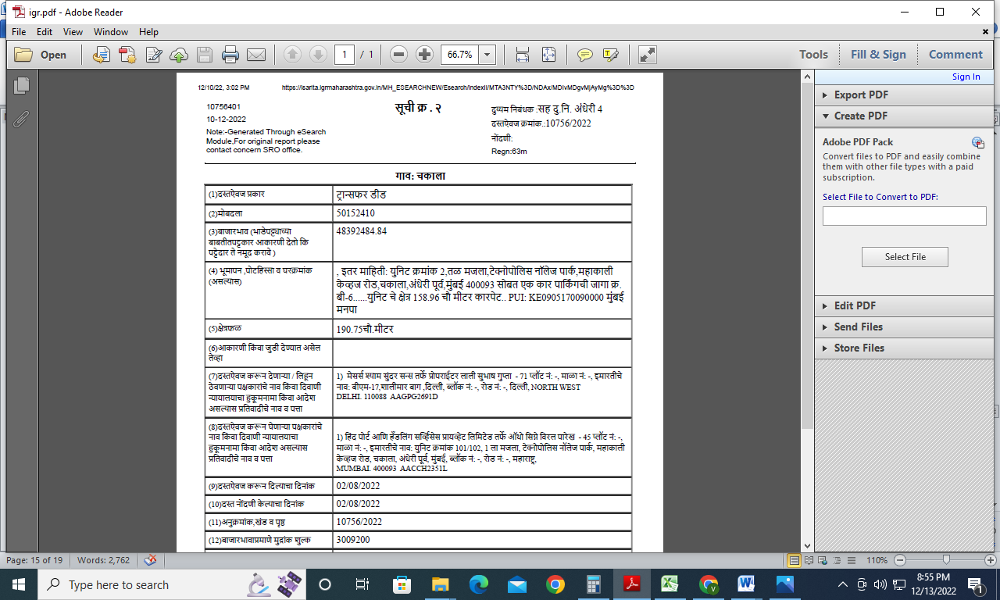 igr.pdf - Adobe Reader
File Edit View Window Help
Open 1 / 1 66.7% Tools Fill & Sign Comment
Sign In
Export PDF
Create PDF
Adobe PDF Pack
Convert files to PDF and easily combine
them with other file types with a paid
subscription.
Select File to Convert to PDF:
Select File
Edit PDF
Send Files
Store Files
12/10/22, 3:02 PM https://isarita.igrmaharashtra.gov.in/MH_ESEARCHNEW/Esearch/IndexII/MTA3NTY%3D/NDAx/MDIvMDgvMjAyMg%3D%3D
10756401
10-12-2022
Note:-Generated Through eSearch
Module,For original report please
contact concern SRO office.
सूची क्र . २
दुय्यम निबंधक :सह दु.नि. अंधेरी 4
दस्तऐवज क्रमांक.:10756/2022
नोंदणी:
Regn:63m
गाव: चकाला
(1)दस्तऐवज प्रकार ट्रान्सफर डीड
(2)मोबदला 50152410
(3)बाजारभाव (भाडेपट्ट्याच्या
बाबतीतपट्टकार आकारणी देतो कि
पट्टेदार ते नमूद करावे )
48392484.84
(4) भूमापन ,पोटहिस्सा व घरक्रमांक
(असल्यास)
, इतर माहिती: युनिट क्रमांक 2,तळ मजला,टेक्नोपोलिस नॉलेज पार्क,महाकाली
केव्हज रोड,चकाला,अंधेरी पूर्व,मुंबई 400093 सोबत एक कार पार्किंगची जागा क्र.
बी-6......युनिट चे क्षेत्र 158.96 चौ मीटर कारपेट.. PUI: KE0905170090000 मुंबई
मनपा
(5)क्षेत्रफळ 190.75चौ.मीटर
(6)आकारणी किंवा जुडी देण्यात असेल
तेव्हा
(7)दस्तऐवज करून देणाऱ्या / लिहून
ठेवणाऱ्या पक्षकारांचे नाव किंवा दिवाणी
न्यायालयाचा हुकूमनामा किंवा आदेश
असल्यास प्रतिवादीचे नाव व पत्ता
1) मेसर्स श्याम सुंदर सन्स तर्फे प्रोपराईटर लाली सुभाष गुप्ता - 71 प्लॉट नं: -, माळा नं: -, इमारतीचे
नाव: बीएम-17,शालीमार बाग ,दिल्ली, ब्लॉक नं: -, रोड नं: -, दिल्ली, NORTH WEST
DELHI. 110088 AAGPG2691D
(8)दस्तऐवज करून घेणाऱ्या पक्षकारांचे
नाव किंवा दिवाणी न्यायालयाचा
हुकूमनामा किंवा आदेश असल्यास
प्रतिवादीचे नाव व पत्ता
1) हिंद पोर्ट आणि हँडलिंग सर्व्हिसेस प्रायव्हेट लिमिटेड तर्फे ऑथो सिग्ने विरल पारेख - 45 प्लॉट नं: -,
माळा नं: -, इमारतीचे नाव: युनिट क्रमांक 101/102, 1 ला मजला, टेक्नोपोलिस नॉलेज पार्क, महाकाली
केव्हज रोड, चकाला, अंधेरी पूर्व, मुंबई, ब्लॉक नं: -, रोड नं: -, महाराष्ट्र,
MUMBAI. 400093 AACCH2351L
(9)दस्तऐवज करून दिल्याचा दिनांक 02/08/2022
(10)दस्त नोंदणी केल्याचा दिनांक 02/08/2022
(11)अनुक्रमांक,खंड व पृष्ठ 10756/2022
(12)बाजारभावाप्रमाणे मुद्रांक शुल्क 3009200
Page: 15 of 19 Words: 2,762 110%
Type here to search
8:55 PM
12/13/2022
1